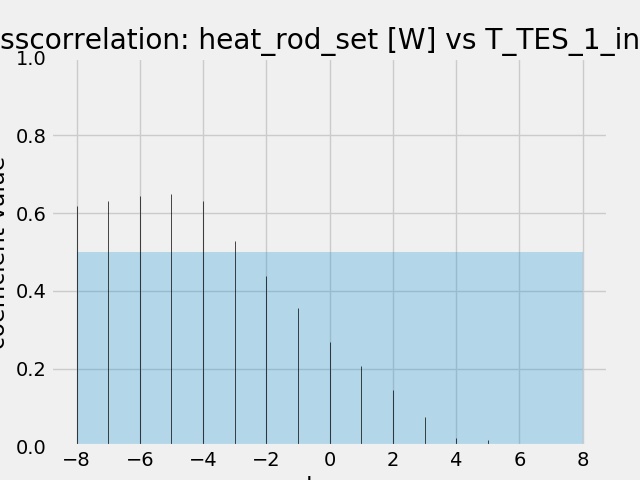 sscorrelation: heat_rod_set [W] vs T_TES_1_in
1.0
0.8
0.6
0.4
0.2
0.0
coefficient value
−8 −6 −4 −2 0 2 4 6 8